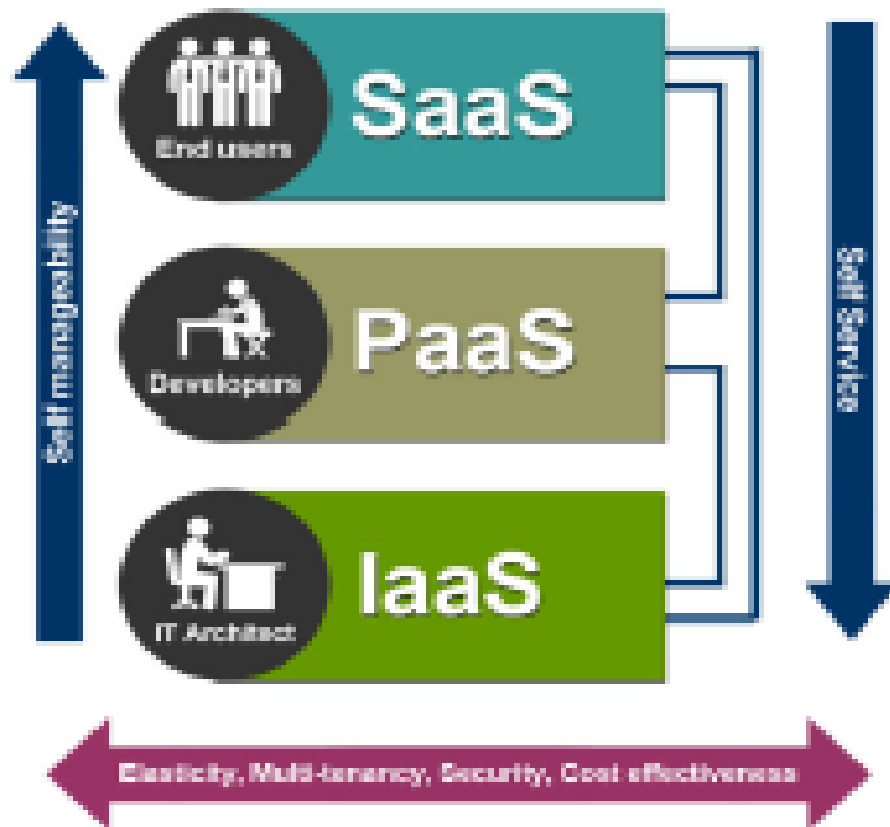 SaaS
End users
Self manageability
Self Service
PaaS
Developers
IaaS
IT Architect
Elasticity, Multi-tenancy, Security, Cost effectiveness